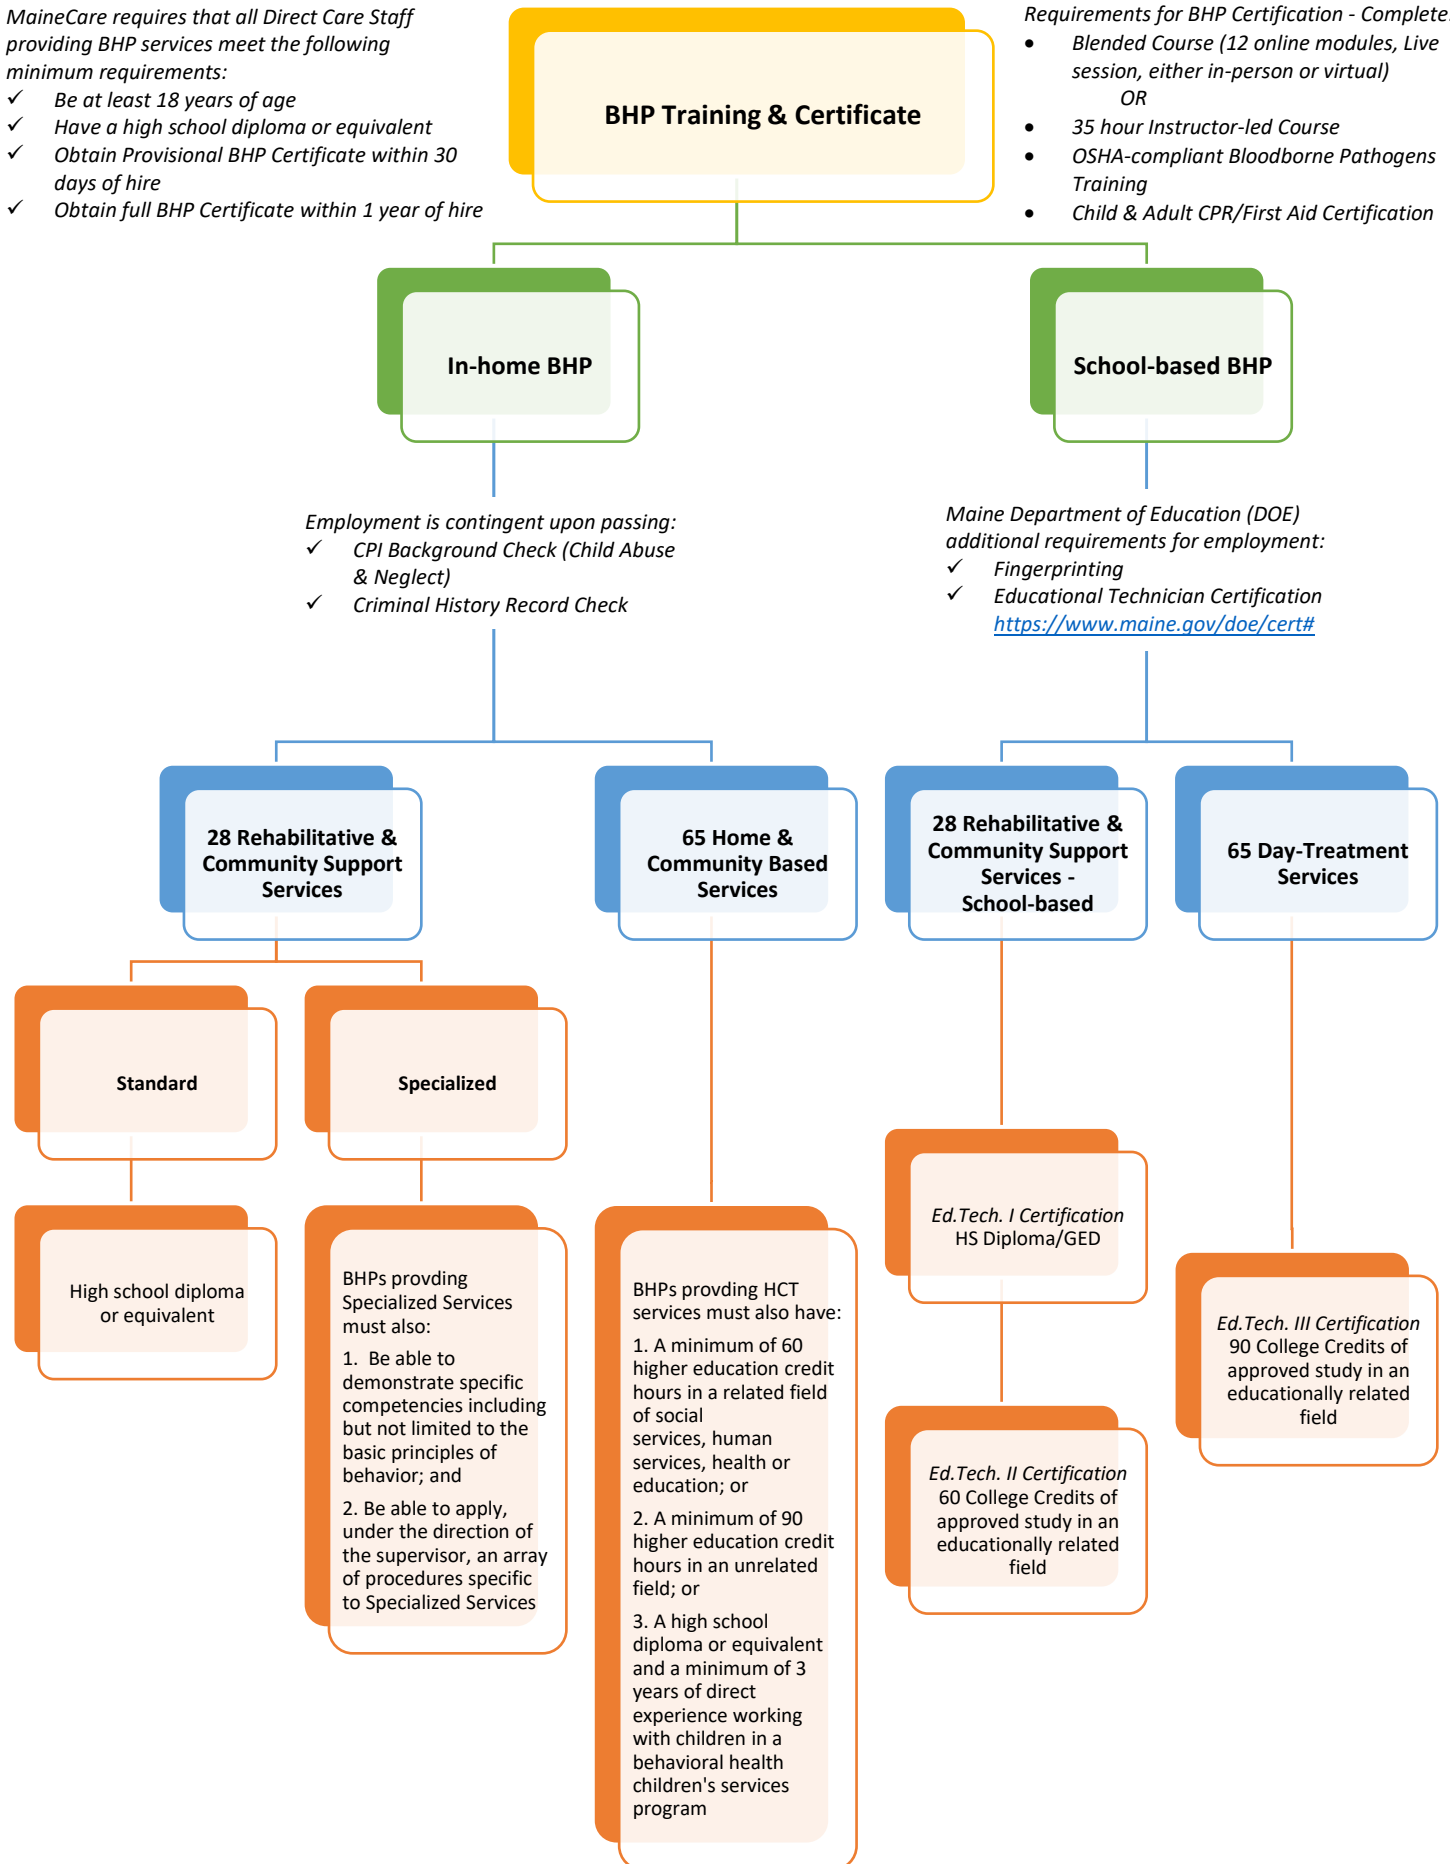 MaineCare requires that all Direct Care Staff
providing BHP services meet the following
minimum requirements:
✓ Be at least 18 years of age
✓ Have a high school diploma or equivalent
✓ Obtain Provisional BHP Certificate within 30
days of hire
✓ Obtain full BHP Certificate within 1 year of hire
BHP Training & Certificate
Requirements for BHP Certification - Complete:
• Blended Course (12 online modules, Live
session, either in-person or virtual)
OR
• 35 hour Instructor-led Course
• OSHA-compliant Bloodborne Pathogens
Training
• Child & Adult CPR/First Aid Certification
In-home BHP
School-based BHP
Employment is contingent upon passing:
✓ CPI Background Check (Child Abuse
& Neglect)
✓ Criminal History Record Check
Maine Department of Education (DOE)
additional requirements for employment:
✓ Fingerprinting
✓ Educational Technician Certification
https://www.maine.gov/doe/cert#
28 Rehabilitative &
Community Support
Services
65 Home &
Community Based
Services
28 Rehabilitative &
Community Support
Services -
School-based
65 Day-Treatment
Services
Standard
Specialized
High school diploma
or equivalent
BHPs provding
Specialized Services
must also:
1. Be able to
demonstrate specific
competencies including
but not limited to the
basic principles of
behavior; and
2. Be able to apply,
under the direction of
the supervisor, an array
of procedures specific
to Specialized Services
BHPs provding HCT
services must also have:
1. A minimum of 60
higher education credit
hours in a related field
of social
services, human
services, health or
education; or
2. A minimum of 90
higher education credit
hours in an unrelated
field; or
3. A high school
diploma or equivalent
and a minimum of 3
years of direct
experience working
with children in a
behavioral health
children's services
program
Ed.Tech. I Certification
HS Diploma/GED
Ed.Tech. II Certification
60 College Credits of
approved study in an
educationally related
field
Ed.Tech. III Certification
90 College Credits of
approved study in an
educationally related
field